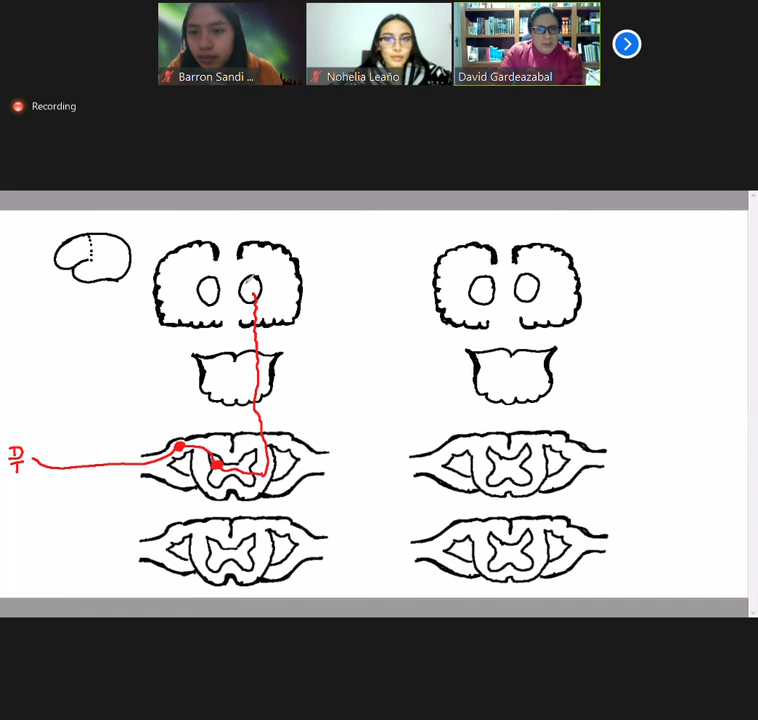 Barron Sandi ...
Nohelia Leaño
David Gardeazabal
Recording
D
T